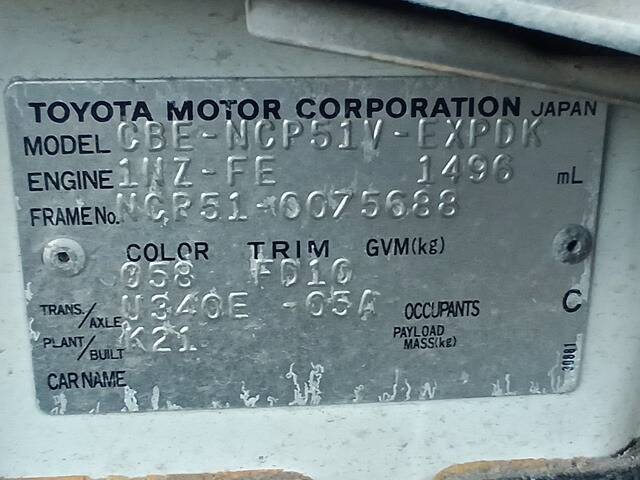 TOYOTA MOTOR CORPORATION JAPAN
MODEL CBE-NCP51V-EXPDK
ENGINE 1NZ-FE 1496 mL
FRAME No. NCP51-0075688
COLOR TRIM GVM(kg)
058 FD10
TRANS./AXLE U340E -05A OCCUPANTS C
PLANT/BUILT K21 PAYLOAD MASS(kg)
CAR NAME
30881